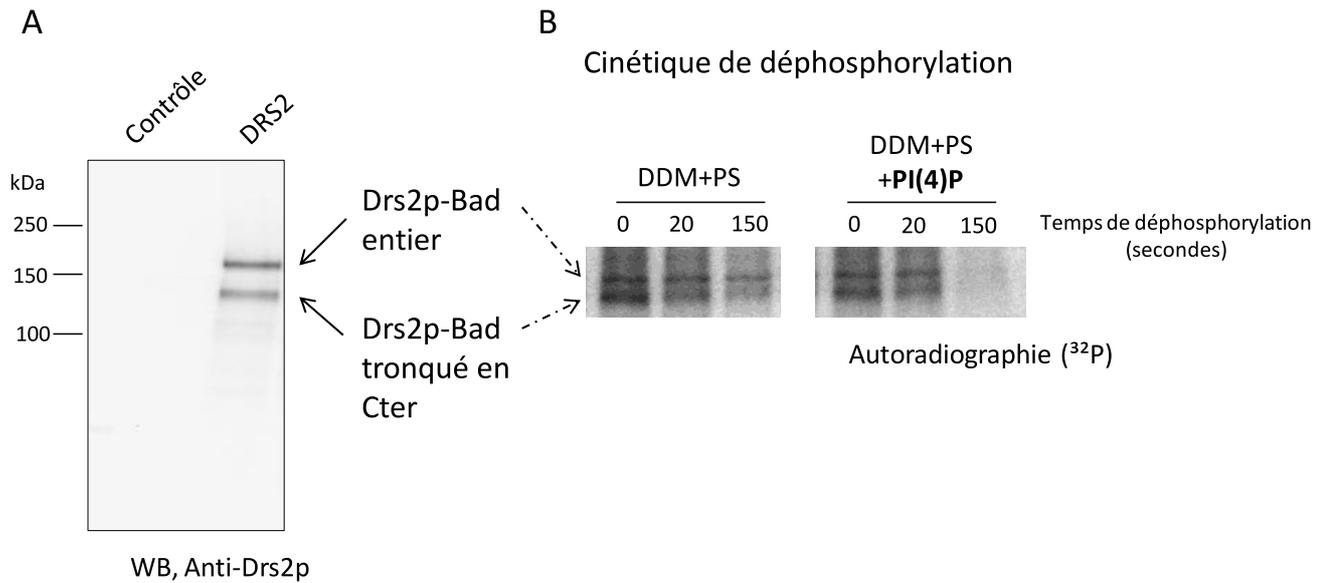 A
B
Cinétique de déphosphorylation
Contrôle
DRS2
kDa
250
150
100
Drs2p-Bad
entier
Drs2p-Bad
tronqué en
Cter
DDM+PS
0 20 150
DDM+PS
+PI(4)P
0 20 150
Temps de déphosphorylation
(secondes)
Autoradiographie (³²P)
WB, Anti-Drs2p